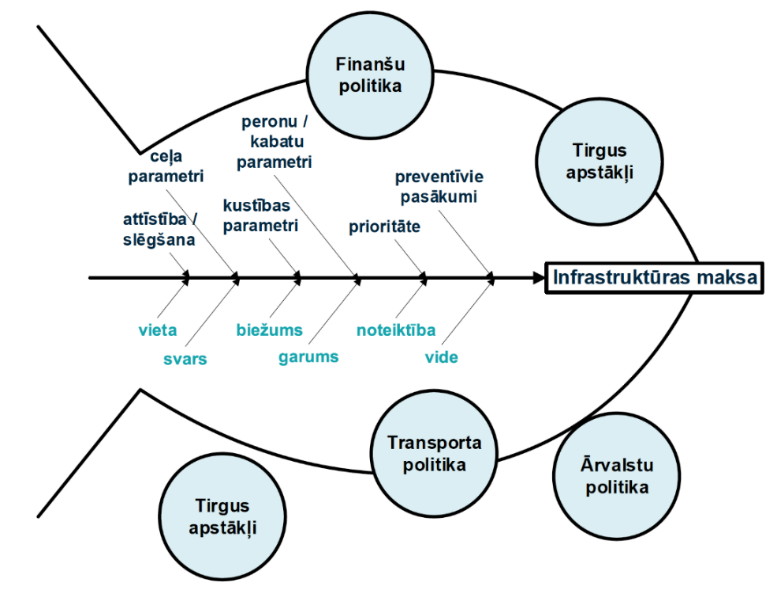 Finanšu
politika
Tirgus
apstākļi
peronu /
kabatu
parametri
ceļa
parametri
preventīvie
pasākumi
kustības
parametri
attīstība /
slēgšana
prioritāte
Infrastruktūras maksa
vieta
biežums
noteiktība
svars
garums
vide
Transporta
politika
Ārvalstu
politika
Tirgus
apstākļi